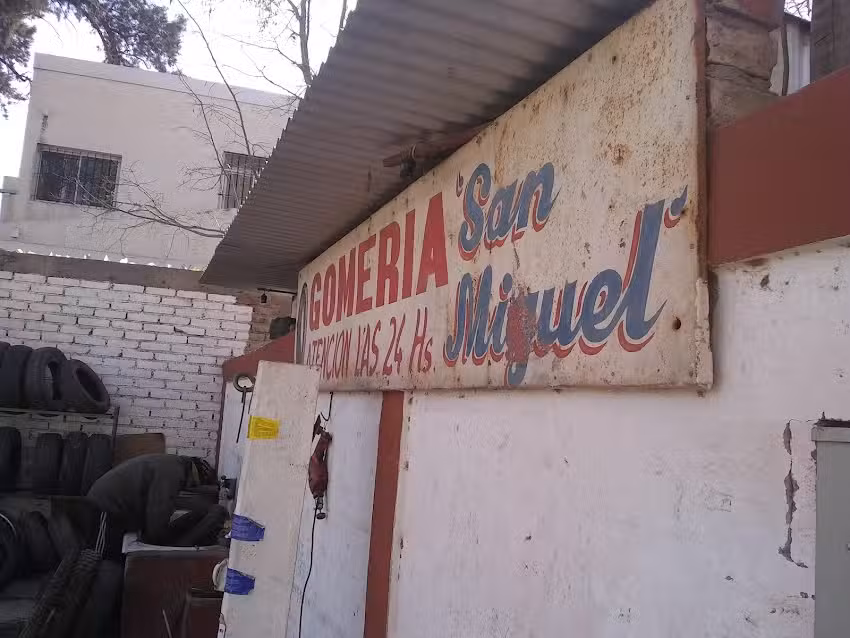 GOMERIA "San
Miguel"
ATENCION LAS 24 Hs.